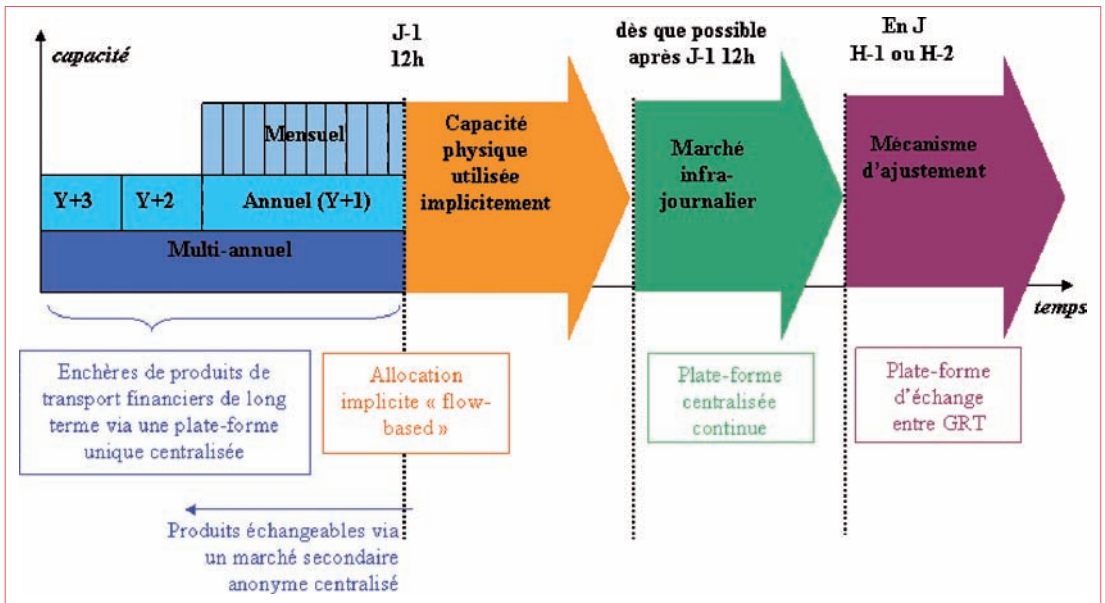 capacité
J-1
12h
dès que possible
après J-1 12h
En J
H-1 ou H-2
Mensuel
Y+3
Y+2
Annuel (Y+1)
Multi-annuel
Capacité
physique
utilisée
implicitement
Marché
infra-
journalier
Mécanisme
d'ajustement
temps
Enchères de produits de
transport financiers de long
terme via une plate-forme
unique centralisée
Allocation
implicite « flow-
based »
Plate-forme
centralisée
continue
Plate-forme
d'échange
entre GRT
Produits échangeables via
un marché secondaire
anonyme centralisé